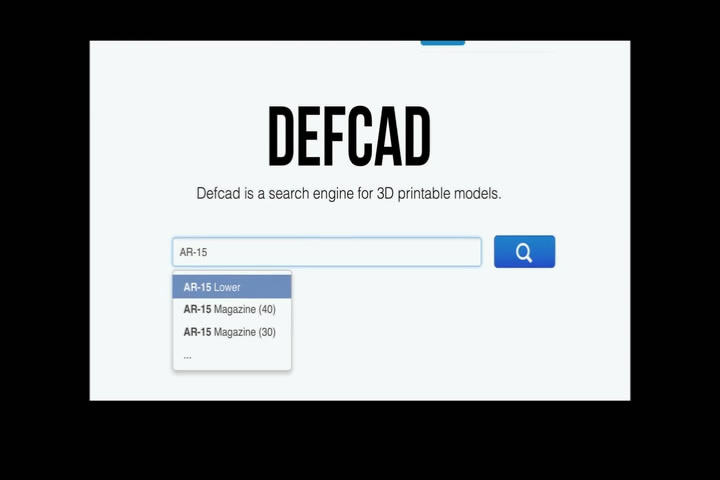 DEFCAD
Defcad is a search engine for 3D printable models.
AR-15
AR-15 Lower
AR-15 Magazine (40)
AR-15 Magazine (30)
...